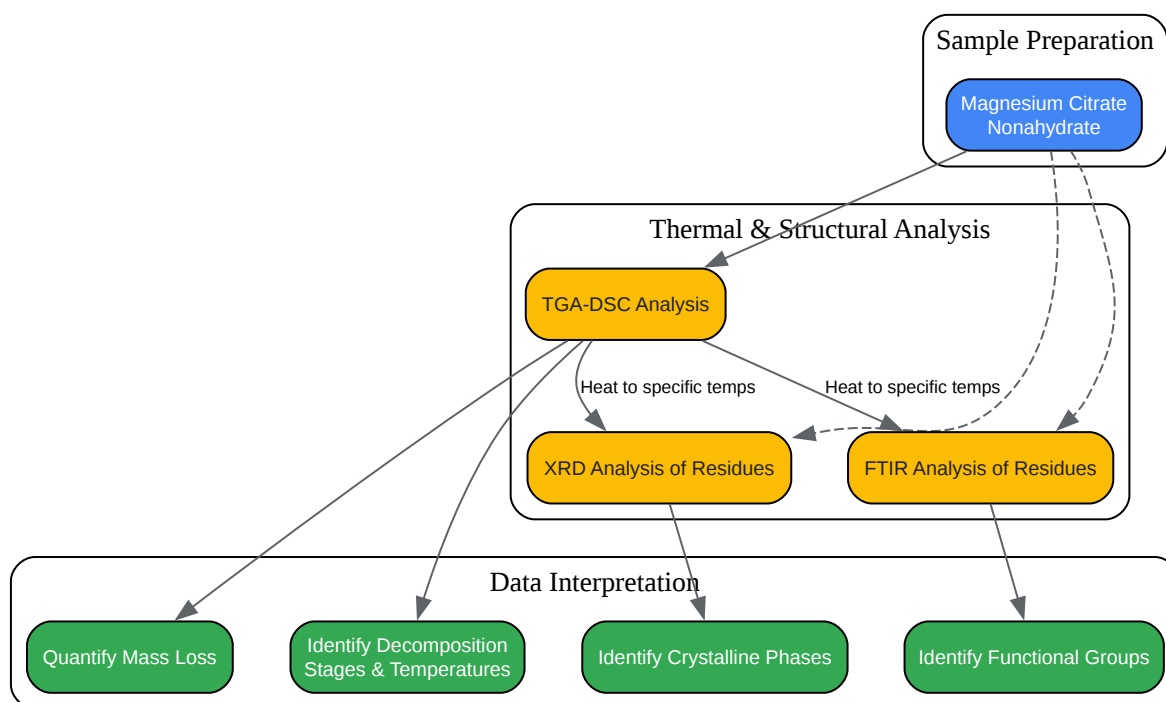 Sample Preparation
Magnesium Citrate
Nonahydrate
Thermal & Structural Analysis
TGA-DSC Analysis
Heat to specific temps
Heat to specific temps
XRD Analysis of Residues
FTIR Analysis of Residues
Data Interpretation
Quantify Mass Loss
Identify Decomposition
Stages & Temperatures
Identify Crystalline Phases
Identify Functional Groups